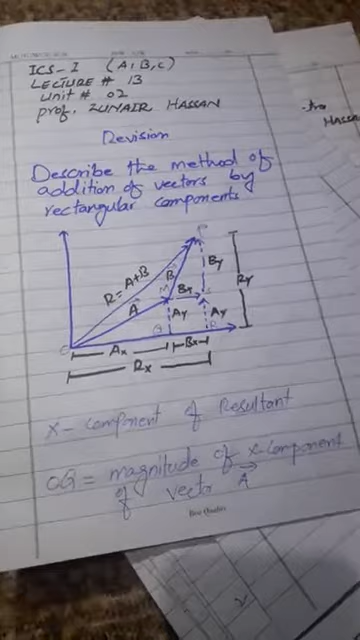 ICS-I (A,B,C)
LECTURE # 13
Unit # 02
prof. ZUNAIR HASSAN
Revision
Describe the method of
addition of vectors by
rectangular components
R = A+B
A
B
M
Bx
By
Ry
Ay
Ay
O
Q
R
Ax
Bx
Rx
X-component of Resultant
OQ = magnitude of x-component
of vector A
Hassa